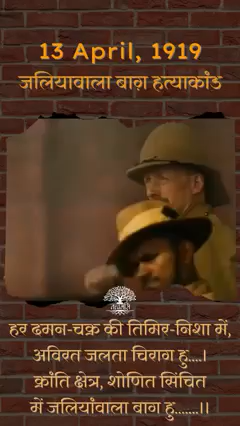 13 April, 1919
जलियावाला बाग़ हत्याकांड
हर दमन-चक्र की तिमिर-निशा में,
अविरत जलता चिराग हु....।
क्रांति क्षेत्र, शोणित सिंचित
में जलियांवाला बाग हु.......।।